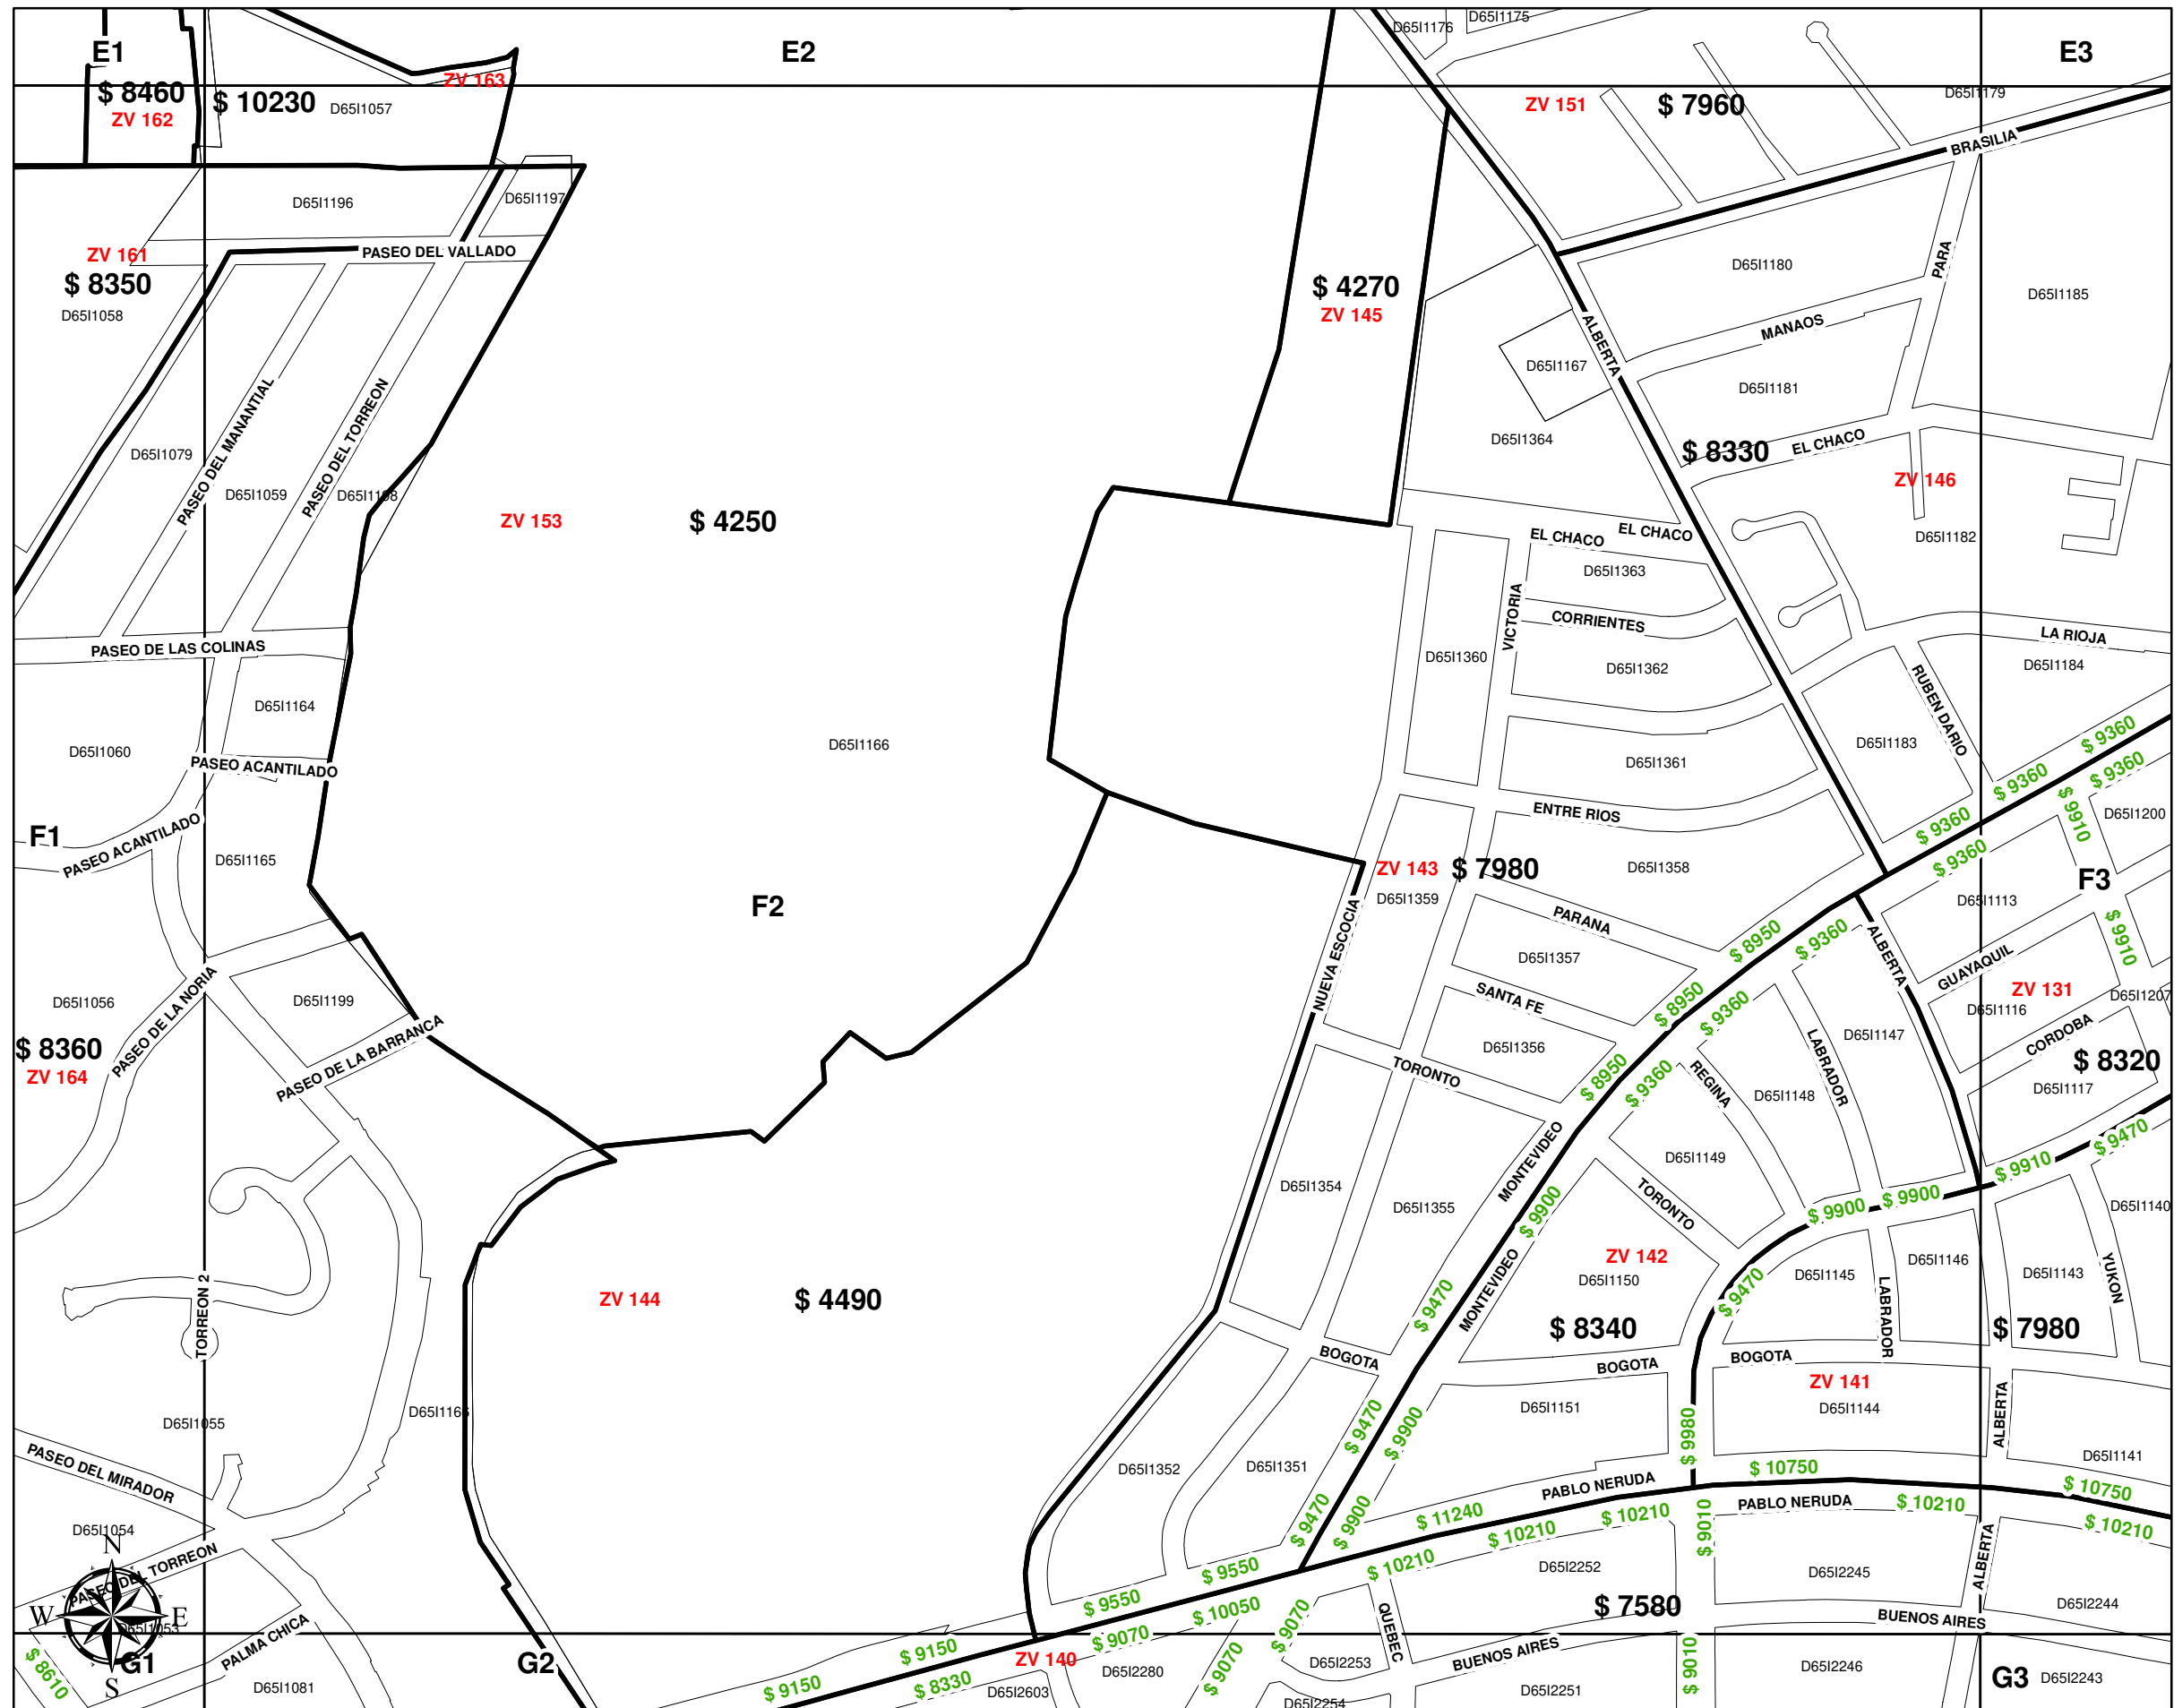 E1
E2
E3
D65I1176
D65I1175
ZV 163
$ 8460
ZV 162
$ 10230
D65I1057
ZV 151
$ 7960
D65I1179
BRASILIA
D65I1196
D65I1197
PASEO DEL VALLADO
ZV 161
$ 8350
D65I1058
$ 4270
ZV 145
D65I1180
PARA
D65I1185
MANAOS
ALBERTA
D65I1167
D65I1181
D65I1364
$ 8330
EL CHACO
ZV 146
D65I1079
PASEO DEL MANANTIAL
D65I1059
PASEO DEL TORREON
D65I1198
ZV 153
$ 4250
EL CHACO
EL CHACO
D65I1182
D65I1363
VICTORIA
CORRIENTES
D65I1360
D65I1362
LA RIOJA
D65I1184
RUBEN DARIO
PASEO DE LAS COLINAS
D65I1164
D65I1060
D65I1166
PASEO ACANTILADO
D65I1361
D65I1183
$ 9360
$ 9360
$ 9360
$ 9360
$ 9360
$ 9910
D65I1200
ENTRE RIOS
F1
PASEO ACANTILADO
D65I1165
F2
ZV 143
$ 7980
D65I1358
D65I1359
F3
D65I1113
PARANA
$ 8950
$ 9360
ALBERTA
$ 9910
GUAYAQUIL
NUEVA ESCOCIA
D65I1357
SANTA FE
$ 8950
$ 9360
ZV 131
D65I1116
D65I1207
D65I1056
PASEO DE LA NORIA
D65I1199
$ 8360
ZV 164
PASEO DE LA BARRANCA
D65I1356
TORONTO
$ 8950
$ 9360
D65I1147
LABRADOR
CORDOBA
$ 8320
D65I1117
REGINA
D65I1148
$ 9470
MONTEVIDEO
D65I1149
$ 9910
D65I1354
D65I1355
$ 9900
TORONTO
$ 9900
$ 9900
D65I1140
ZV 142
D65I1150
MONTEVIDEO
D65I1146
D65I1145
D65I1143
YUKON
$ 9470
TORREON 2
ZV 144
$ 4490
$ 9470
$ 8340
LABRADOR
$ 7980
BOGOTA
BOGOTA
BOGOTA
ZV 141
D65I1055
D65I1166
$ 9470
$ 9900
D65I1151
D65I1144
ALBERTA
$ 9980
PASEO DEL MIRADOR
D65I1352
D65I1351
PABLO NERUDA
$ 10750
D65I1141
$ 10750
$ 9470
$ 9900
$ 11240
$ 10210
$ 10210
PABLO NERUDA
$ 10210
$ 10210
$ 9010
D65I1054
N
PASEO DEL TORREON
W
E
S
D65I1053
$ 9550
$ 9550
$ 10210
D65I2252
D65I2245
ALBERTA
$ 7580
D65I2244
$ 10050
$ 9070
$ 9070
$ 9070
QUEBEC
BUENOS AIRES
BUENOS AIRES
PALMA CHICA
$ 8610
G1
G2
$ 9150
$ 9150
$ 8330
ZV 140
D65I2280
D65I2253
$ 9010
D65I2246
G3
D65I2243
D65I1081
D65I2603
D65I2254
D65I2251